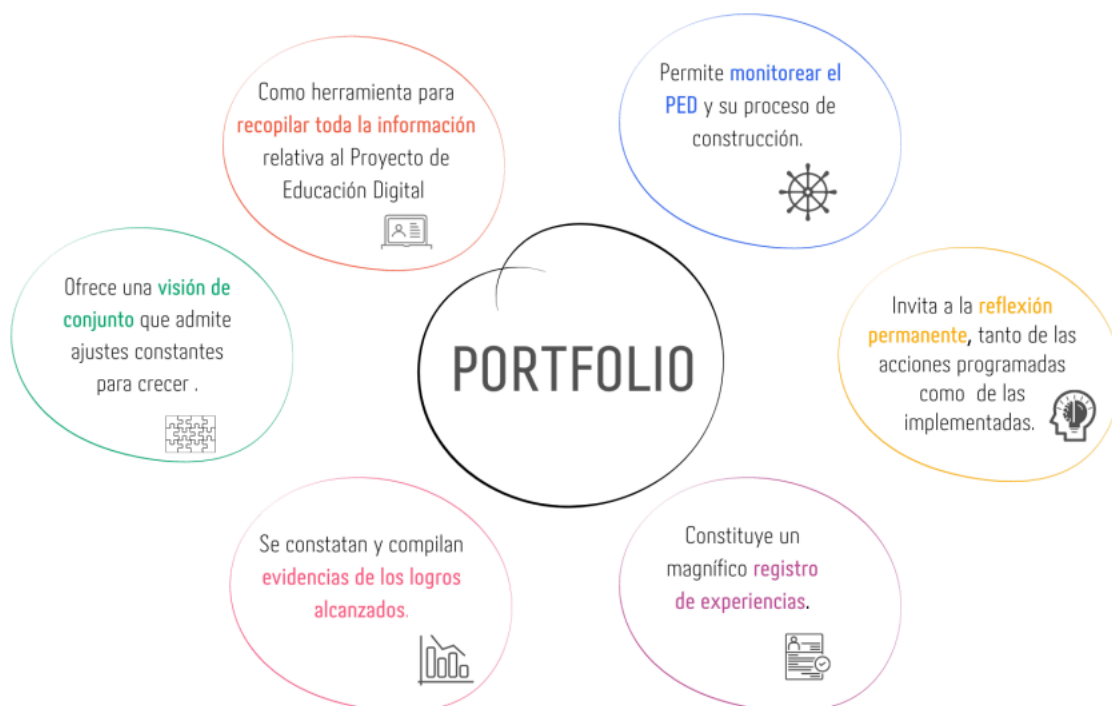 Como herramienta para
recopilar toda la información
relativa al Proyecto de
Educación Digital
Permite monitorear el
PED y su proceso de
construcción.
Ofrece una visión de
conjunto que admite
ajustes constantes
para crecer .
PORTFOLIO
Invita a la reflexión
permanente, tanto de las
acciones programadas
como de las
implementadas.
Se constatan y compilan
evidencias de los logros
alcanzados.
Constituye un
magnífico registro
de experiencias.